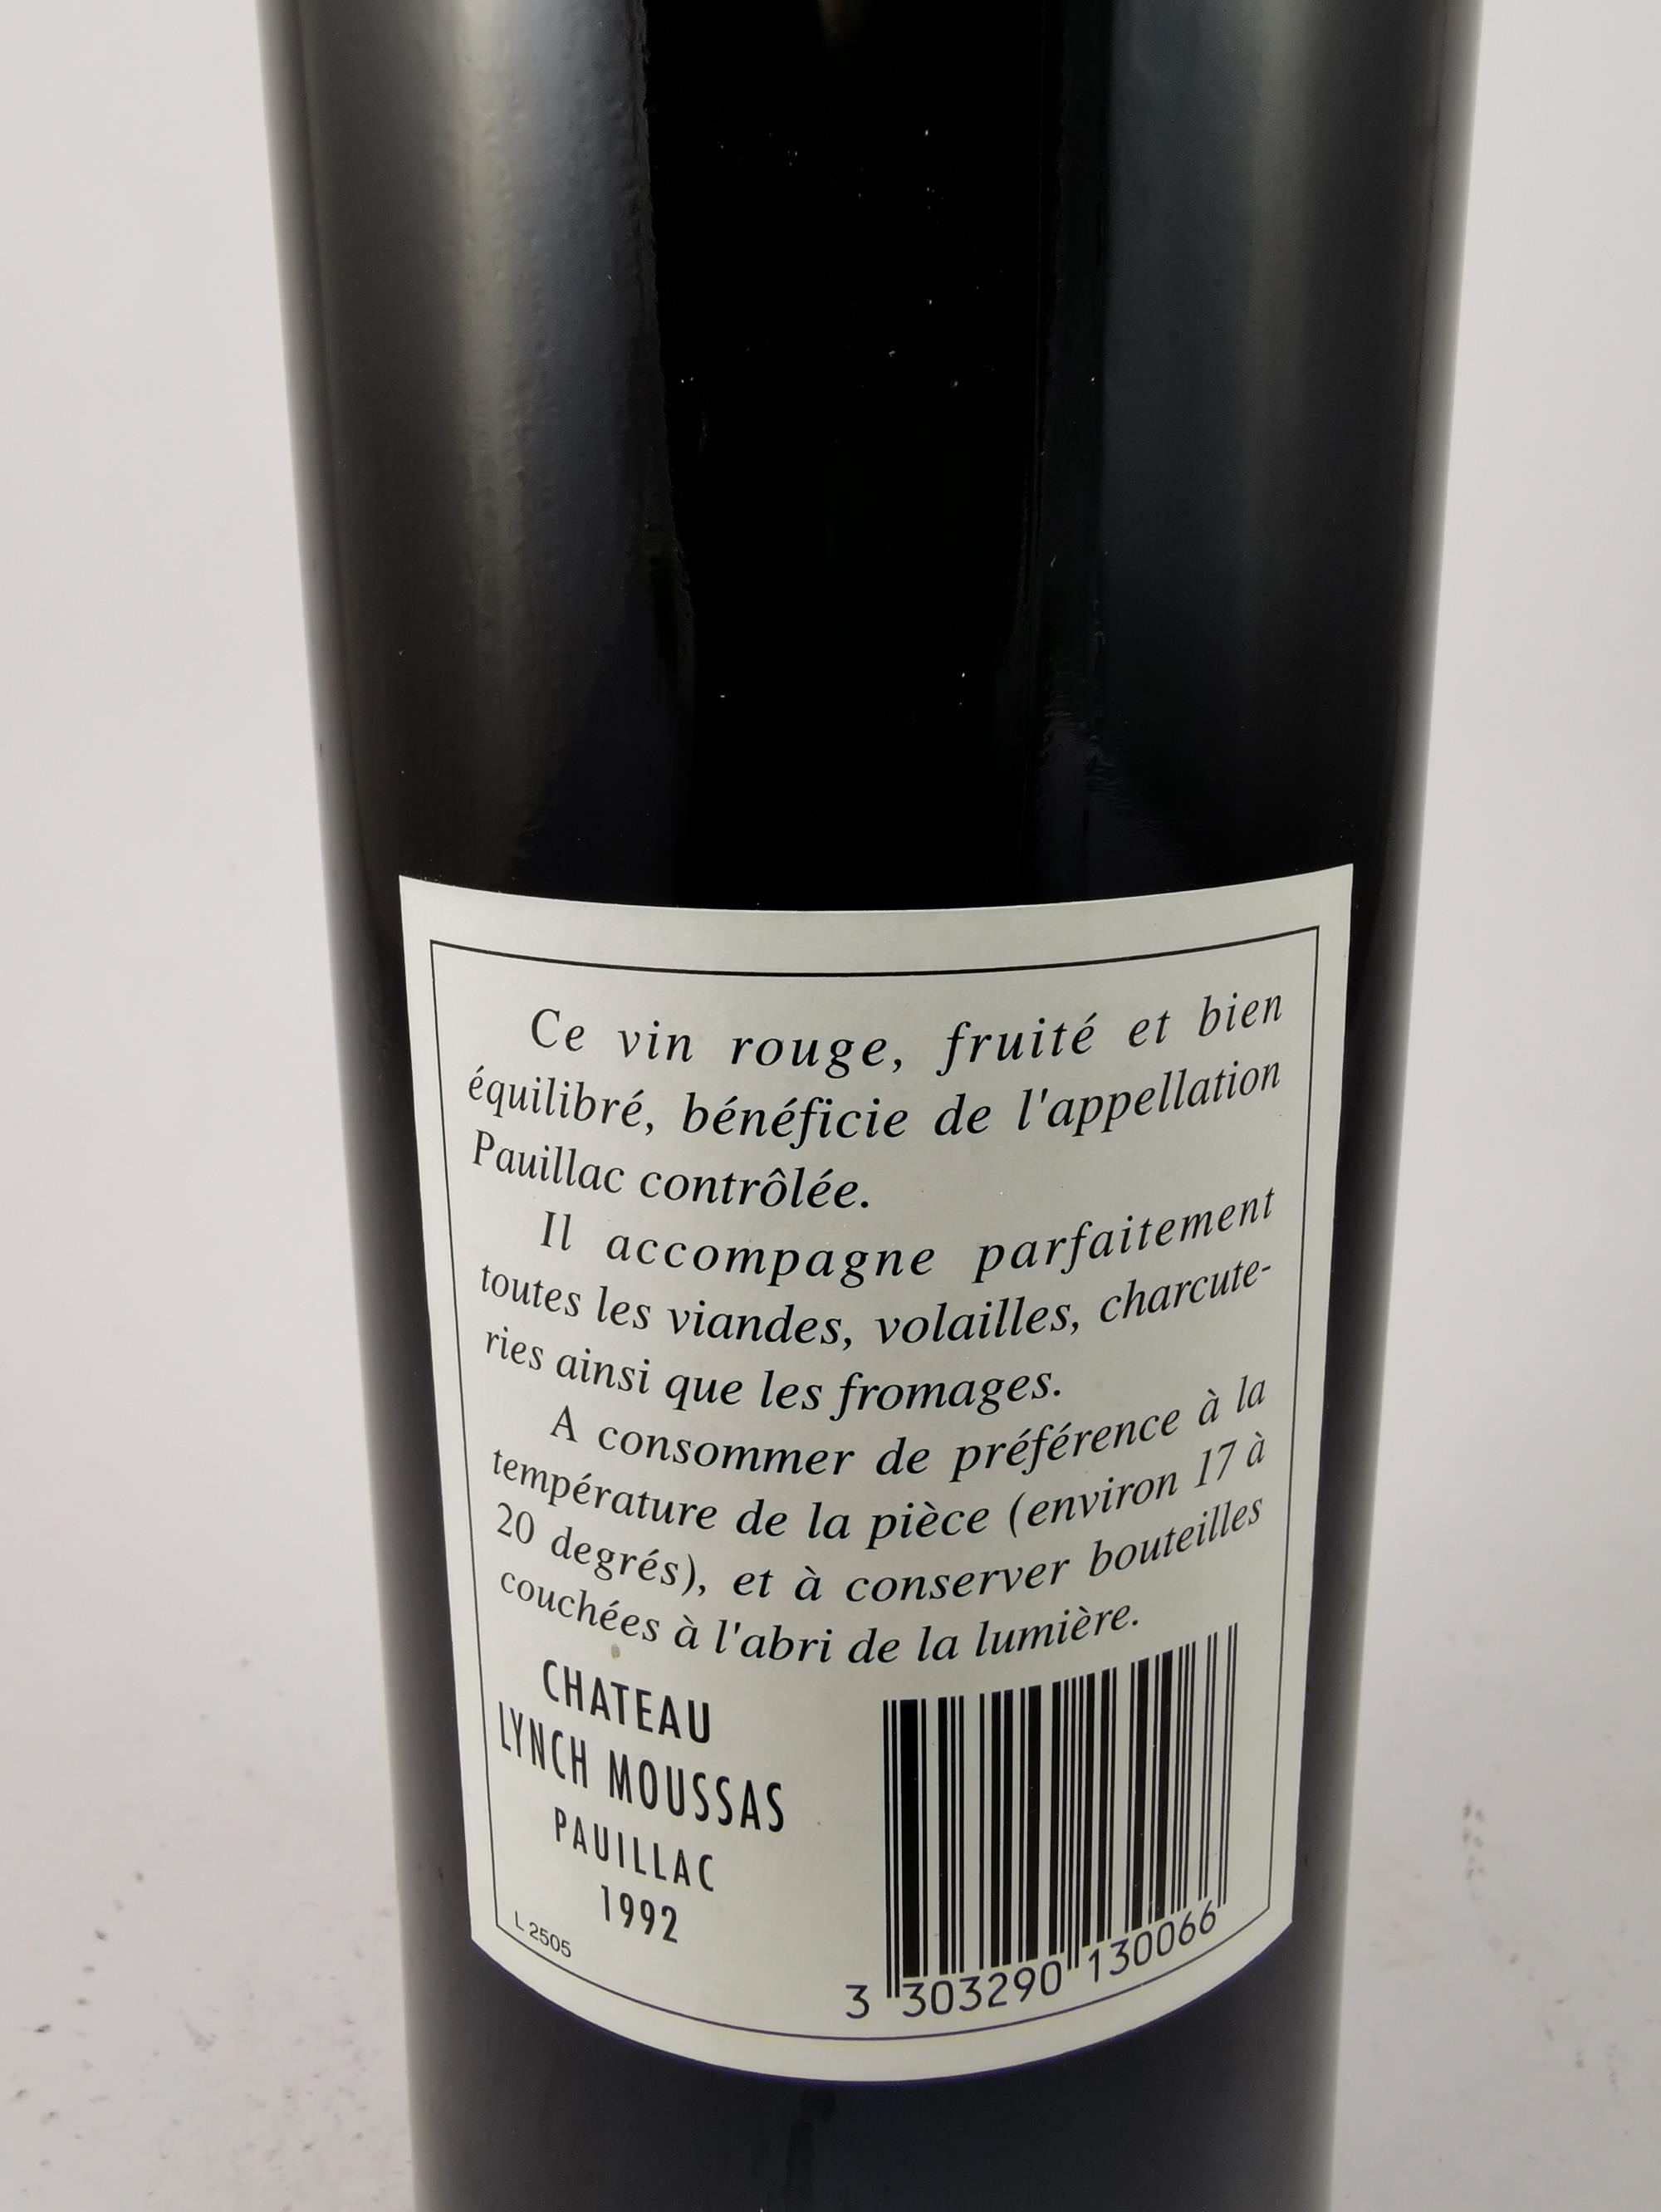 Ce vin rouge, fruité et bien
équilibré, bénéficie de l'appellation
Pauillac contrôlée.
Il accompagne parfaitement
toutes les viandes, volailles, charcute-
ries ainsi que les fromages.
A consommer de préférence à la
température de la pièce (environ 17 à
20 degrés), et à conserver bouteilles
couchées à l'abri de la lumière.
CHATEAU
LYNCH MOUSSAS
PAUILLAC
1992
L 2505
3 303290 130066